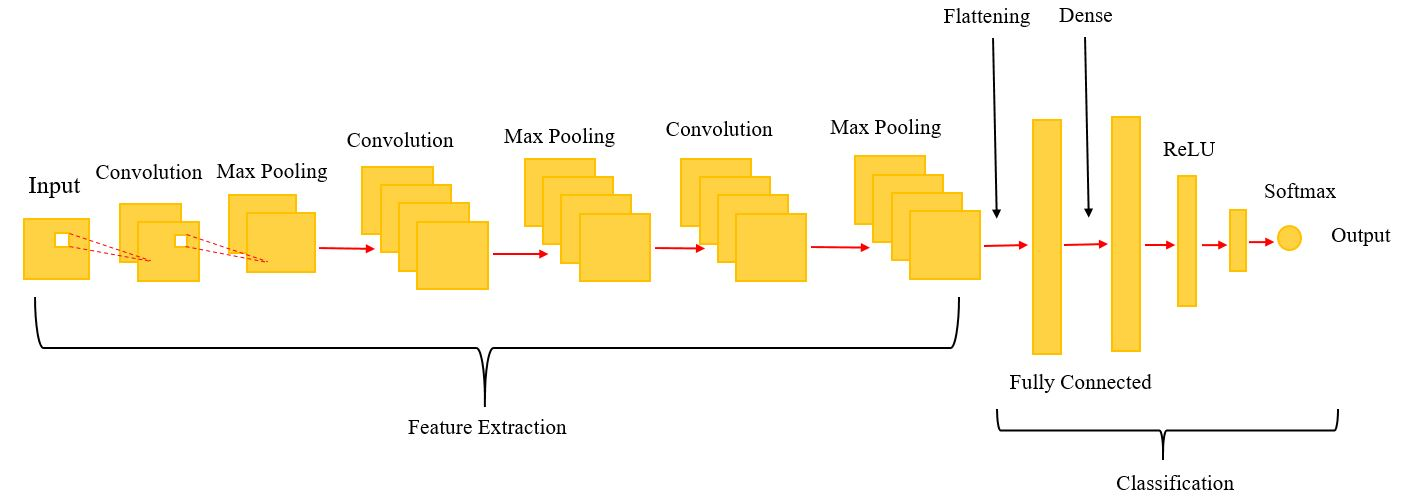 Flattening
Dense
Input
Convolution
Max Pooling
Convolution
Max Pooling
Convolution
Max Pooling
ReLU
Softmax
Output
Fully Connected
Feature Extraction
Classification